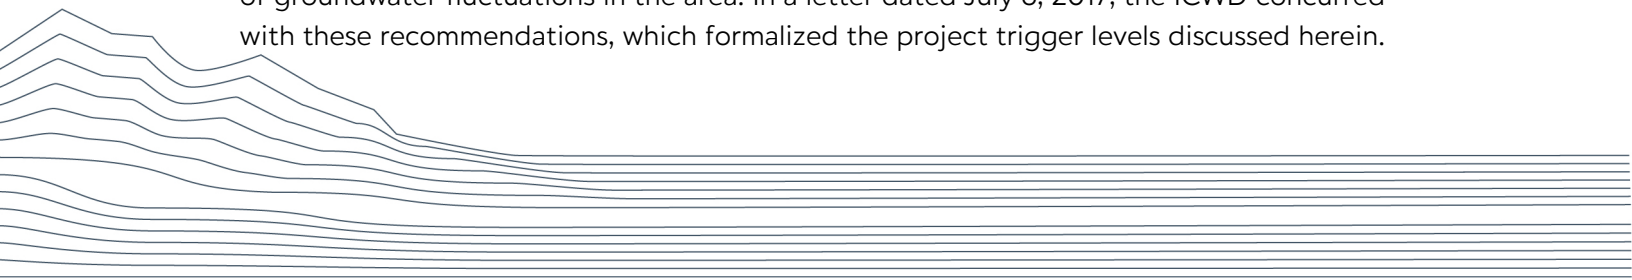 of groundwater fluctuations in the area. In a letter dated July 2017, the ICWD concurred
with these recommendations, which formalized the project trigger levels discussed herein.